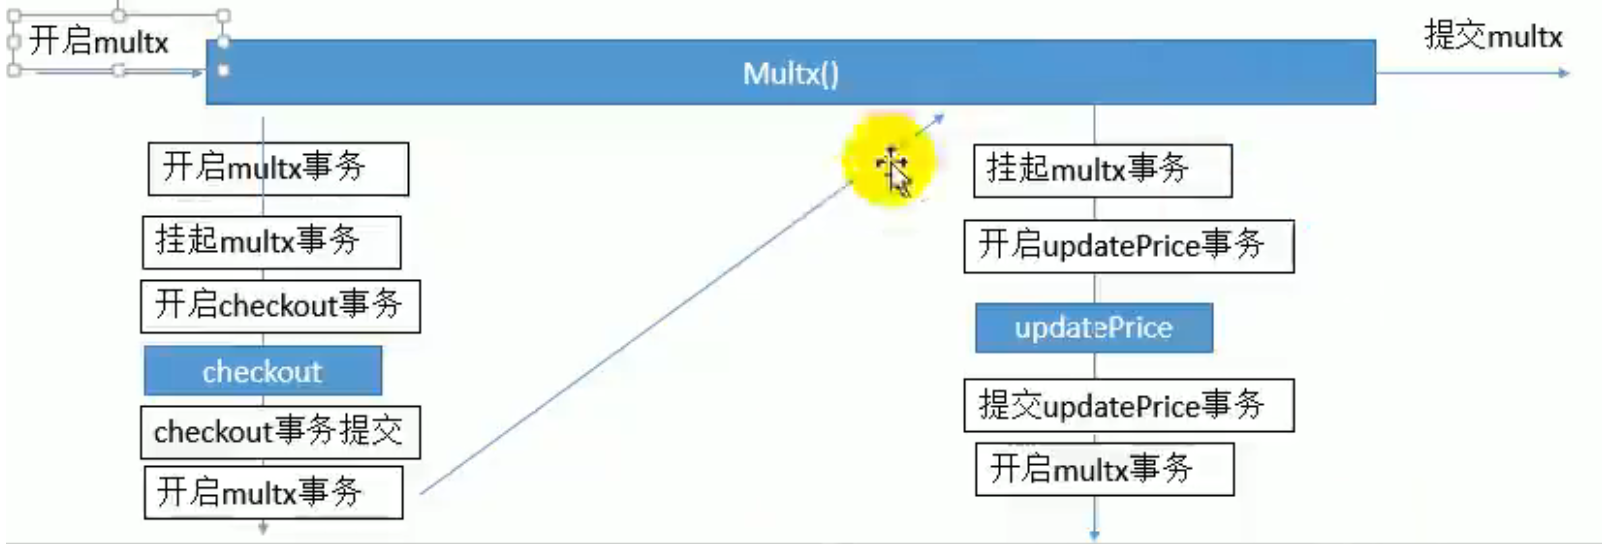 开启multx
Multx()
提交multx
开启multx事务
挂起multx事务
开启checkout事务
checkout
checkout事务提交
开启multx事务
挂起multx事务
开启updatePrice事务
updatePrice
提交updatePrice事务
开启multx事务